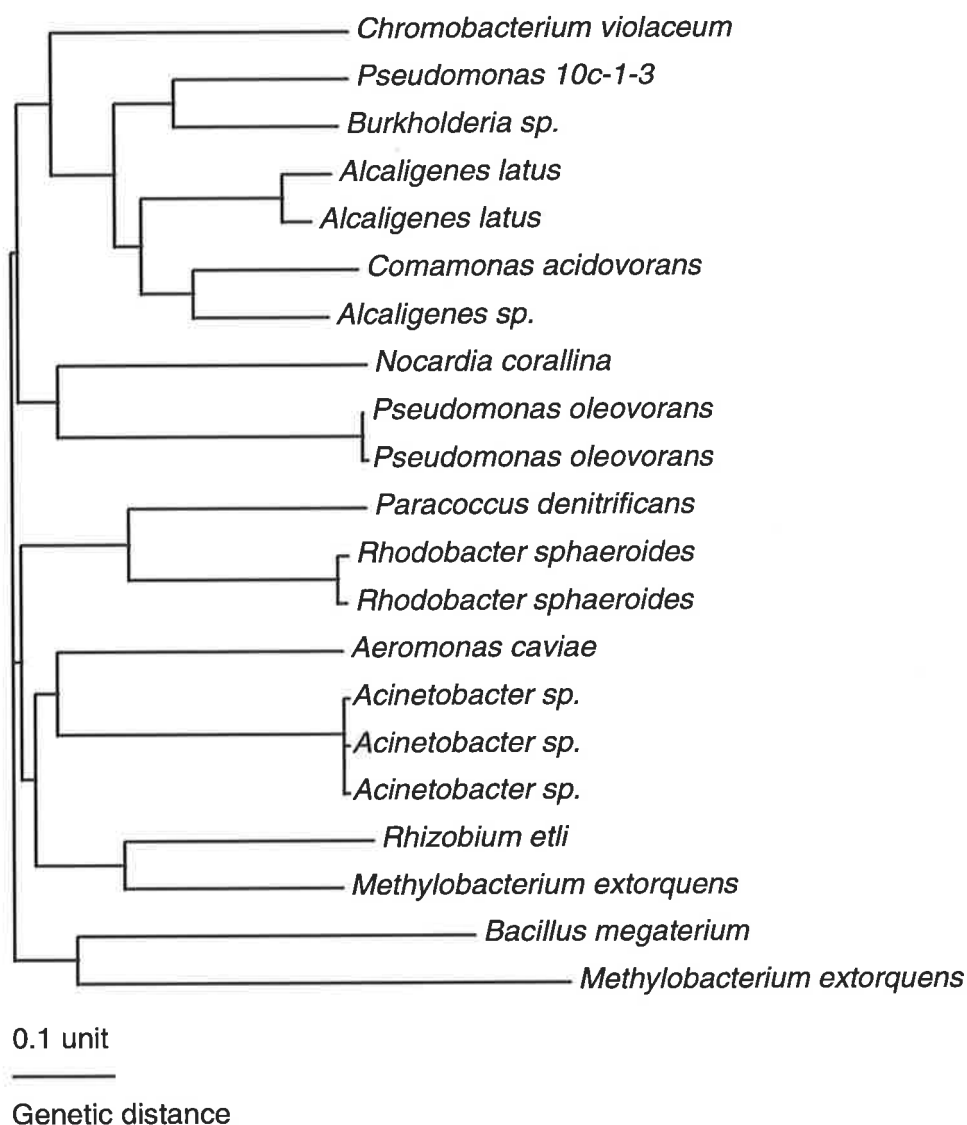 Chromobacterium violaceum
Pseudomonas 10c-1-3
Burkholderia sp.
Alcaligenes latus
Alcaligenes latus
Comamonas acidovorans
Alcaligenes sp.
Nocardia corallina
Pseudomonas oleovorans
Pseudomonas oleovorans
Paracoccus denitrificans
Rhodobacter sphaeroides
Rhodobacter sphaeroides
Aeromonas caviae
Acinetobacter sp.
Acinetobacter sp.
Acinetobacter sp.
Rhizobium etli
Methylobacterium extorquens
Bacillus megaterium
Methylobacterium extorquens
0.1 unit
Genetic distance